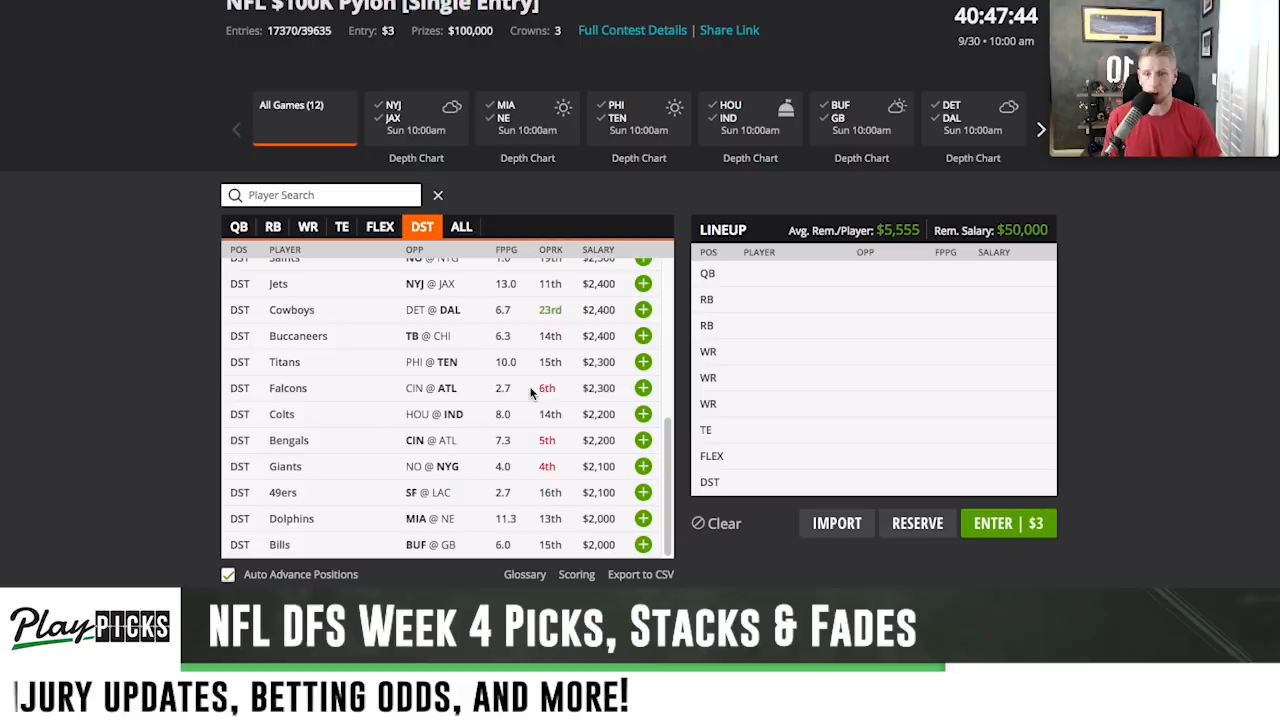 NFL $100K Pylon [Single Entry]
Entries: 17370/39635 Entry: $3 Prizes: $100,000 Crowns: 3 Full Contest Details | Share Link
40:47:44
9/30 • 10:00 am
All Games (12)
NYJ
JAX
Sun 10:00am
Depth Chart
MIA
NE
Sun 10:00am
Depth Chart
PHI
TEN
Sun 10:00am
Depth Chart
HOU
IND
Sun 10:00am
Depth Chart
BUF
GB
Sun 10:00am
Depth Chart
DET
DAL
Sun 10:00am
Depth Chart
10
Player Search
QB RB WR TE FLEX DST ALL
POS PLAYER OPP FPPG OPRK SALARY
DST Saints NO @ NYG 1.0 19th $2,500
DST Jets NYJ @ JAX 13.0 11th $2,400
DST Cowboys DET @ DAL 6.7 23rd $2,400
DST Buccaneers TB @ CHI 6.3 14th $2,400
DST Titans PHI @ TEN 10.0 15th $2,300
DST Falcons CIN @ ATL 2.7 6th $2,300
DST Colts HOU @ IND 8.0 14th $2,200
DST Bengals CIN @ ATL 7.3 5th $2,200
DST Giants NO @ NYG 4.0 4th $2,100
DST 49ers SF @ LAC 2.7 16th $2,100
DST Dolphins MIA @ NE 11.3 13th $2,000
DST Bills BUF @ GB 6.0 15th $2,000
Auto Advance Positions Glossary Scoring Export to CSV
LINEUP Avg. Rem./Player: $5,555 Rem. Salary: $50,000
POS PLAYER OPP FPPG SALARY
QB
RB
RB
WR
WR
WR
TE
FLEX
DST
Clear IMPORT RESERVE ENTER | $3
PlayPICKS
NFL DFS Week 4 Picks, Stacks & Fades
JURY UPDATES, BETTING ODDS, AND MORE!